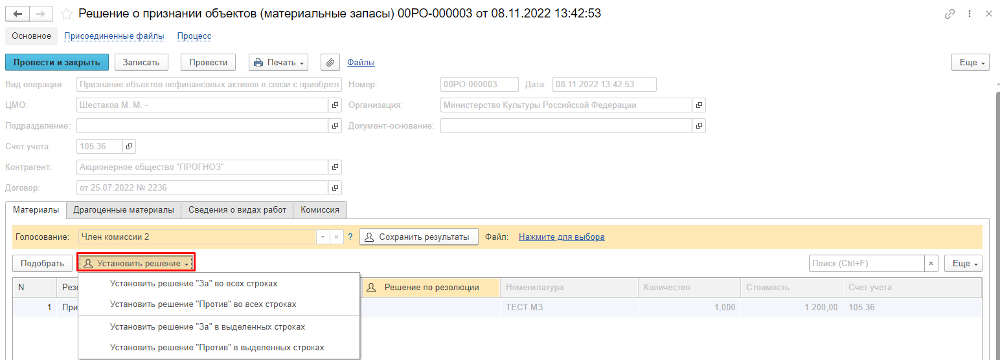 Решение о признании объектов (материальные запасы) 00РО-000003 от 08.11.2022 13:42:53
Основное Присоединенные файлы Процесс
Провести и закрыть Записать Провести Печать Файлы Еще
Вид операции: Признание объектов нефинансовых активов в связи с приобрете Номер: 00РО-000003 Дата: 08.11.2022 13:42:53
ЦМО: Шестаков М. М. - Организация: Министерство Культуры Российской Федерации
Подразделение: Документ-основание:
Счет учета: 105.36
Контрагент: Акционерное общество "ПРОГНОЗ"
Договор: от 25.07.2022 № 2236
Материалы Драгоценные материалы Сведения о видах работ Комиссия
Голосование: Член комиссии 2 ? Сохранить результаты Файл: Нажмите для выбора
Подобрать Установить решение Поиск (Ctrl+F) × Еще
N Резо Решение по резолюции Номенклатура Количество Стоимость Счет учета
1 При ТЕСТ МЗ 1,000 1 200,00 105.36
Установить решение "За" во всех строках
Установить решение "Против" во всех строках
Установить решение "За" в выделенных строках
Установить решение "Против" в выделенных строках